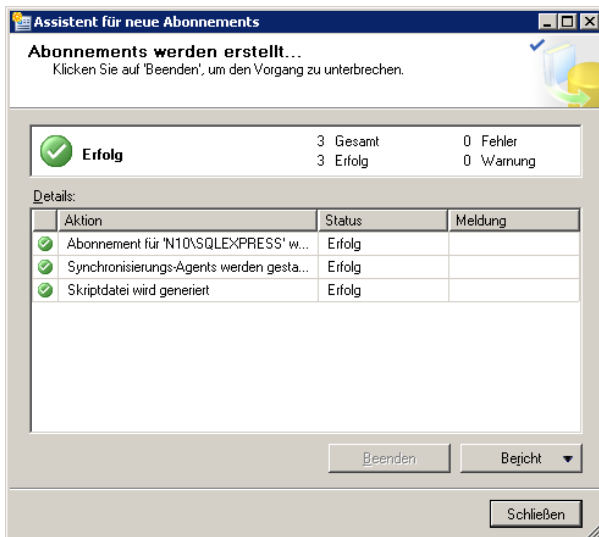 Assistent für neue Abonnements
Abonnements werden erstellt...
Klicken Sie auf 'Beenden', um den Vorgang zu unterbrechen.
Erfolg
3 Gesamt 0 Fehler
3 Erfolg 0 Warnung
Details:
Aktion Status Meldung
Abonnement für 'N10\SQLEXPRESS' w... Erfolg
Synchronisierungs-Agents werden gesta... Erfolg
Skriptdatei wird generiert Erfolg
Beenden Bericht
Schließen